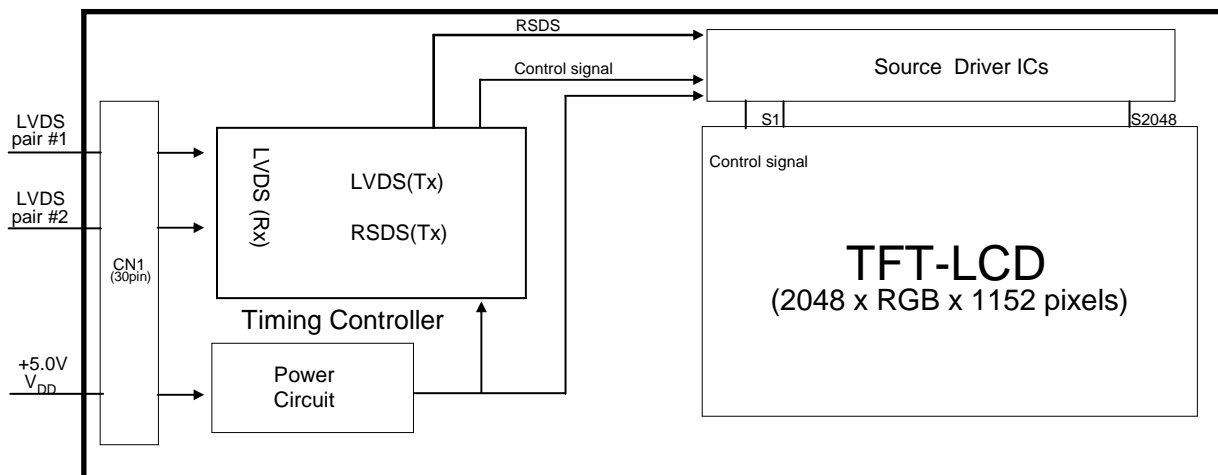 RSDS
Source Driver ICs
Control signal
LVDS
pair #1
S1
S2048
Control signal
LVDS (Rx)
LVDS(Tx)
LVDS
pair #2
RSDS(Tx)
CN1
(30pin)
TFT-LCD
(2048 x RGB x 1152 pixels)
Timing Controller
+5.0V
VDD
Power
Circuit